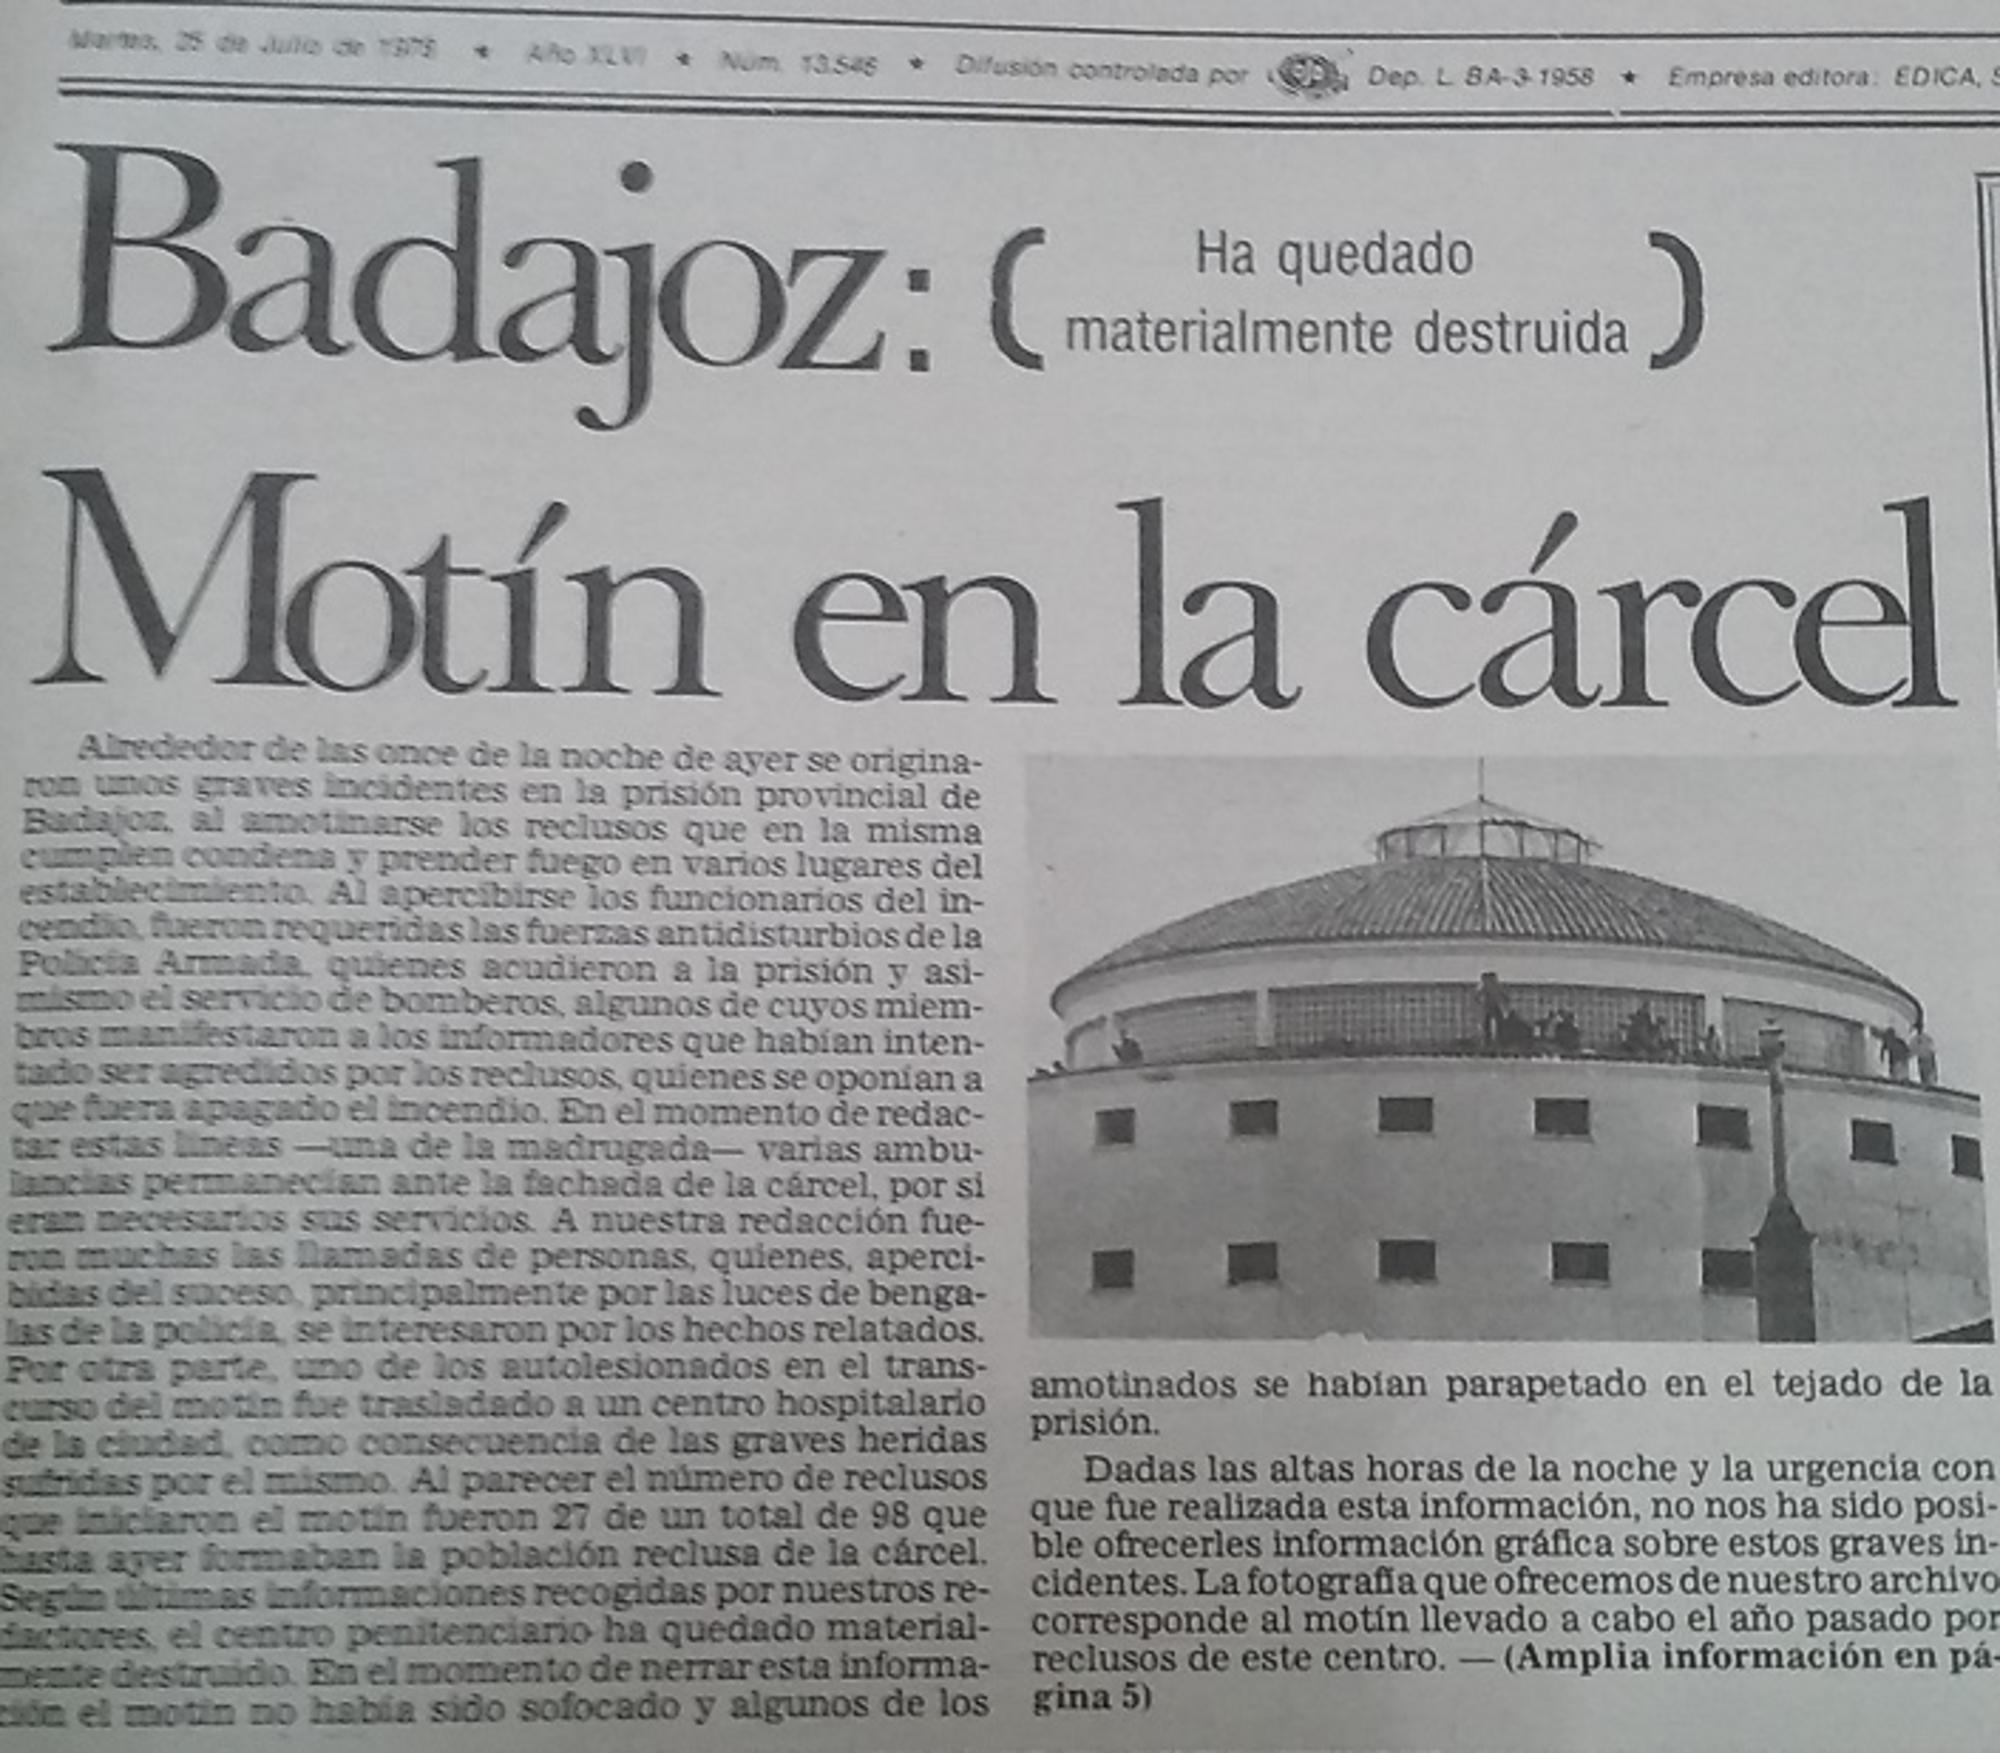 Martes, 25 de Julio de 1978 ★ Año XLVI ★ Núm. 13.546 ★ Difusión controlada por Dep. L. BA-3-1958 ★ Empresa editora: EDICA, S
Badajoz:
( Ha quedado
materialmente destruida )
Motín en la cárcel
Alrededor de las once de la noche de ayer se origina-
ron unos graves incidentes en la prisión provincial de
Badajoz, al amotinarse los reclusos que en la misma
cumplen condena y prender fuego en varios lugares del
establecimiento. Al apercibirse los funcionarios del in-
cendio, fueron requeridas las fuerzas antidisturbios de la
Policía Armada, quienes acudieron a la prisión y asi-
mismo el servicio de bomberos, algunos de cuyos miem-
bros manifestaron a los informadores que habían inten-
tado ser agredidos por los reclusos, quienes se oponían a
que fuera apagado el incendio. En el momento de redac-
tar estas líneas —una de la madrugada— varias ambu-
lancias permanecían ante la fachada de la cárcel, por si
eran necesarios sus servicios. A nuestra redacción fue-
ron muchas las llamadas de personas, quienes, aperci-
bidas del suceso, principalmente por las luces de benga-
las de la policía, se interesaron por los hechos relatados.
Por otra parte, uno de los autolesionados en el trans-
curso del motín fue trasladado a un centro hospitalario
de la ciudad, como consecuencia de las graves heridas
sufridas por el mismo. Al parecer el número de reclusos
que iniciaron el motín fueron 27 de un total de 98 que
hasta ayer formaban la población reclusa de la cárcel.
Según últimas informaciones recogidas por nuestros re-
dactores, el centro penitenciario ha quedado material-
mente destruido. En el momento de nerrar esta informa-
ción el motín no había sido sofocado y algunos de los
amotinados se habían parapetado en el tejado de la
prisión.
Dadas las altas horas de la noche y la urgencia con
que fue realizada esta información, no nos ha sido posi-
ble ofrecerles información gráfica sobre estos graves in-
cidentes. La fotografía que ofrecemos de nuestro archivo
corresponde al motín llevado a cabo el año pasado por
reclusos de este centro. — (Amplia información en pá-
gina 5)